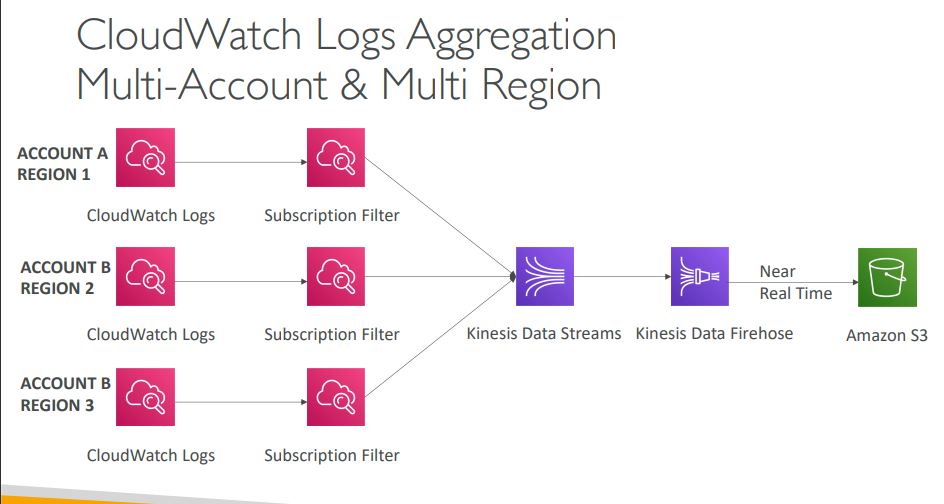 CloudWatch Logs Aggregation
Multi-Account & Multi Region
ACCOUNT A
REGION 1
CloudWatch Logs
Subscription Filter
ACCOUNT B
REGION 2
CloudWatch Logs
Subscription Filter
Kinesis Data Streams
Kinesis Data Firehose
Near
Real Time
Amazon S3
ACCOUNT B
REGION 3
CloudWatch Logs
Subscription Filter